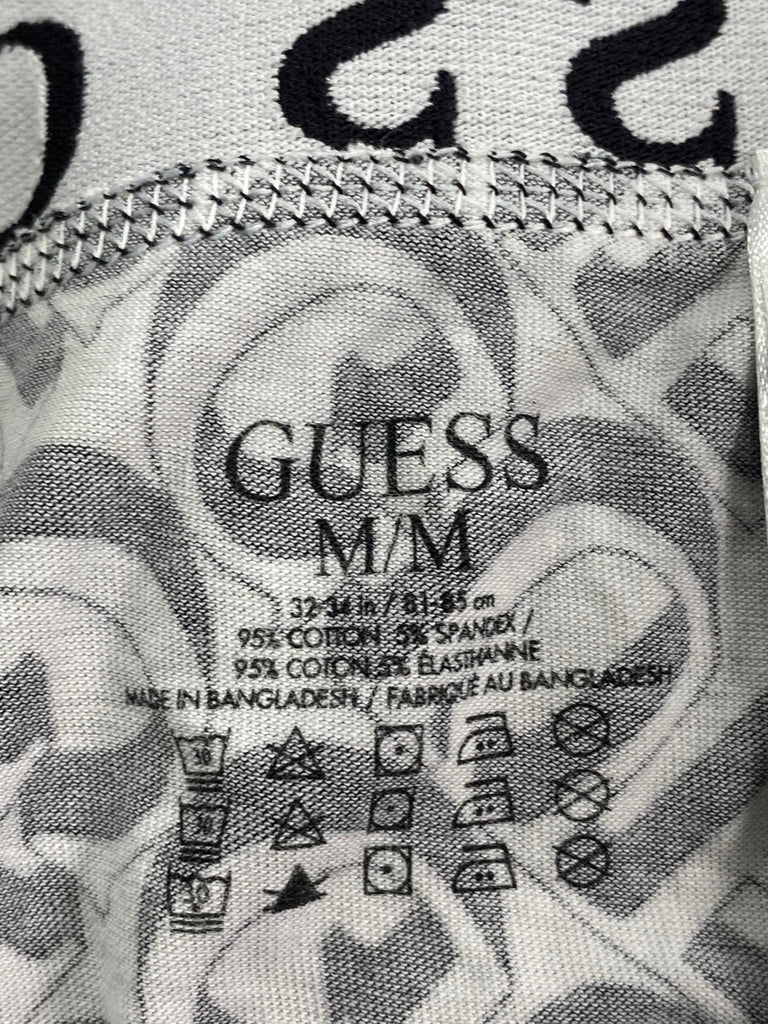 GUESS
M/M
32-34 in / 81-85 cm
95% COTTON 5% SPANDEX /
95% COTON 5% ÉLASTHANNE
MADE IN BANGLADESH / FABRIQUÉ AU BANGLADESH